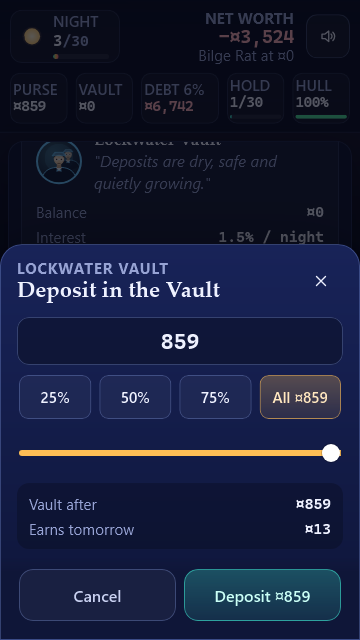 NIGHT
3/30
NET WORTH
−¤3,524
Bilge Rat at ¤0
PURSE
¤859
VAULT
¤0
DEBT 6%
¤6,742
HOLD
1/30
HULL
100%
Lockwater Vault
"Deposits are dry, safe and
quietly growing."
Balance ¤0
Interest 1.5% / night
LOCKWATER VAULT
Deposit in the Vault
×
859
25% 50% 75% All ¤859
Vault after ¤859
Earns tomorrow ¤13
Cancel Deposit ¤859